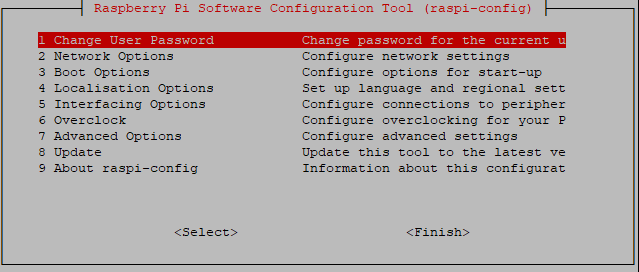 Raspberry Pi Software Configuration Tool (raspi-config)
1 Change User Password Change password for the current u
2 Network Options Configure network settings
3 Boot Options Configure options for start-up
4 Localisation Options Set up language and regional sett
5 Interfacing Options Configure connections to peripher
6 Overclock Configure overclocking for your P
7 Advanced Options Configure advanced settings
8 Update Update this tool to the latest ve
9 About raspi-config Information about this configurat
<Select> <Finish>